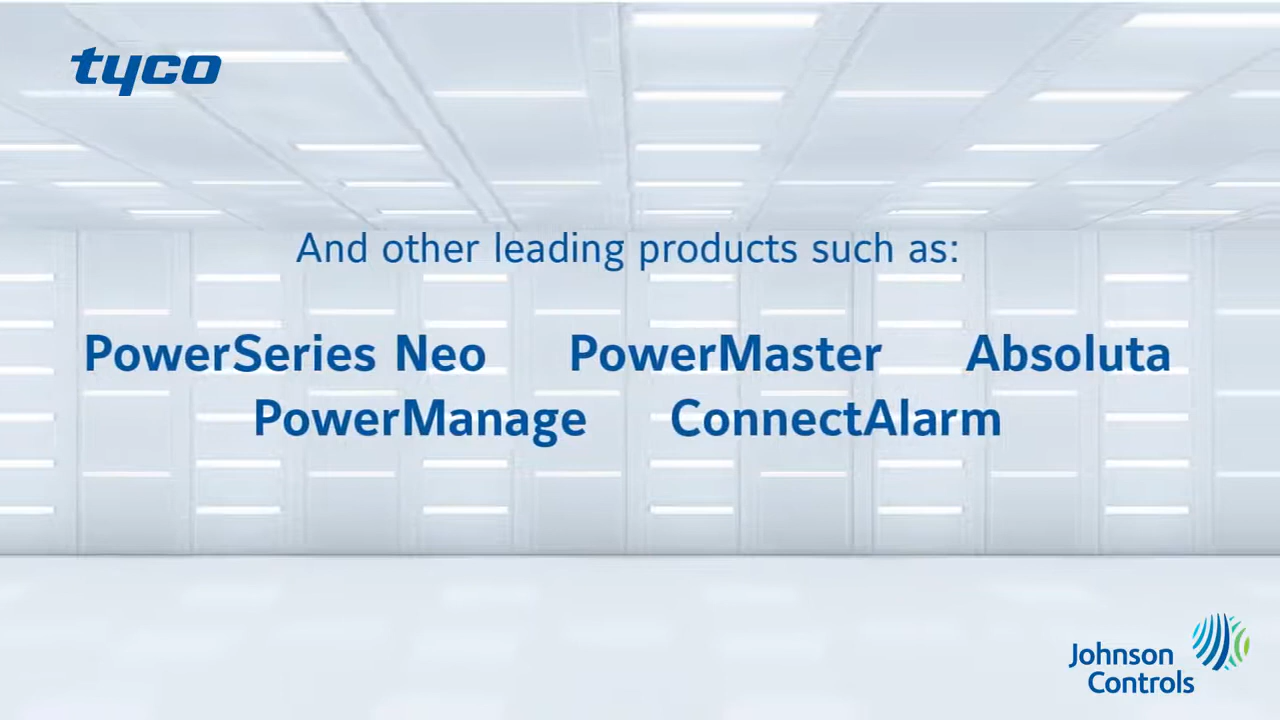 tyco
And other leading products such as:
PowerSeries Neo PowerMaster Absoluta
PowerManage ConnectAlarm
Johnson
Controls